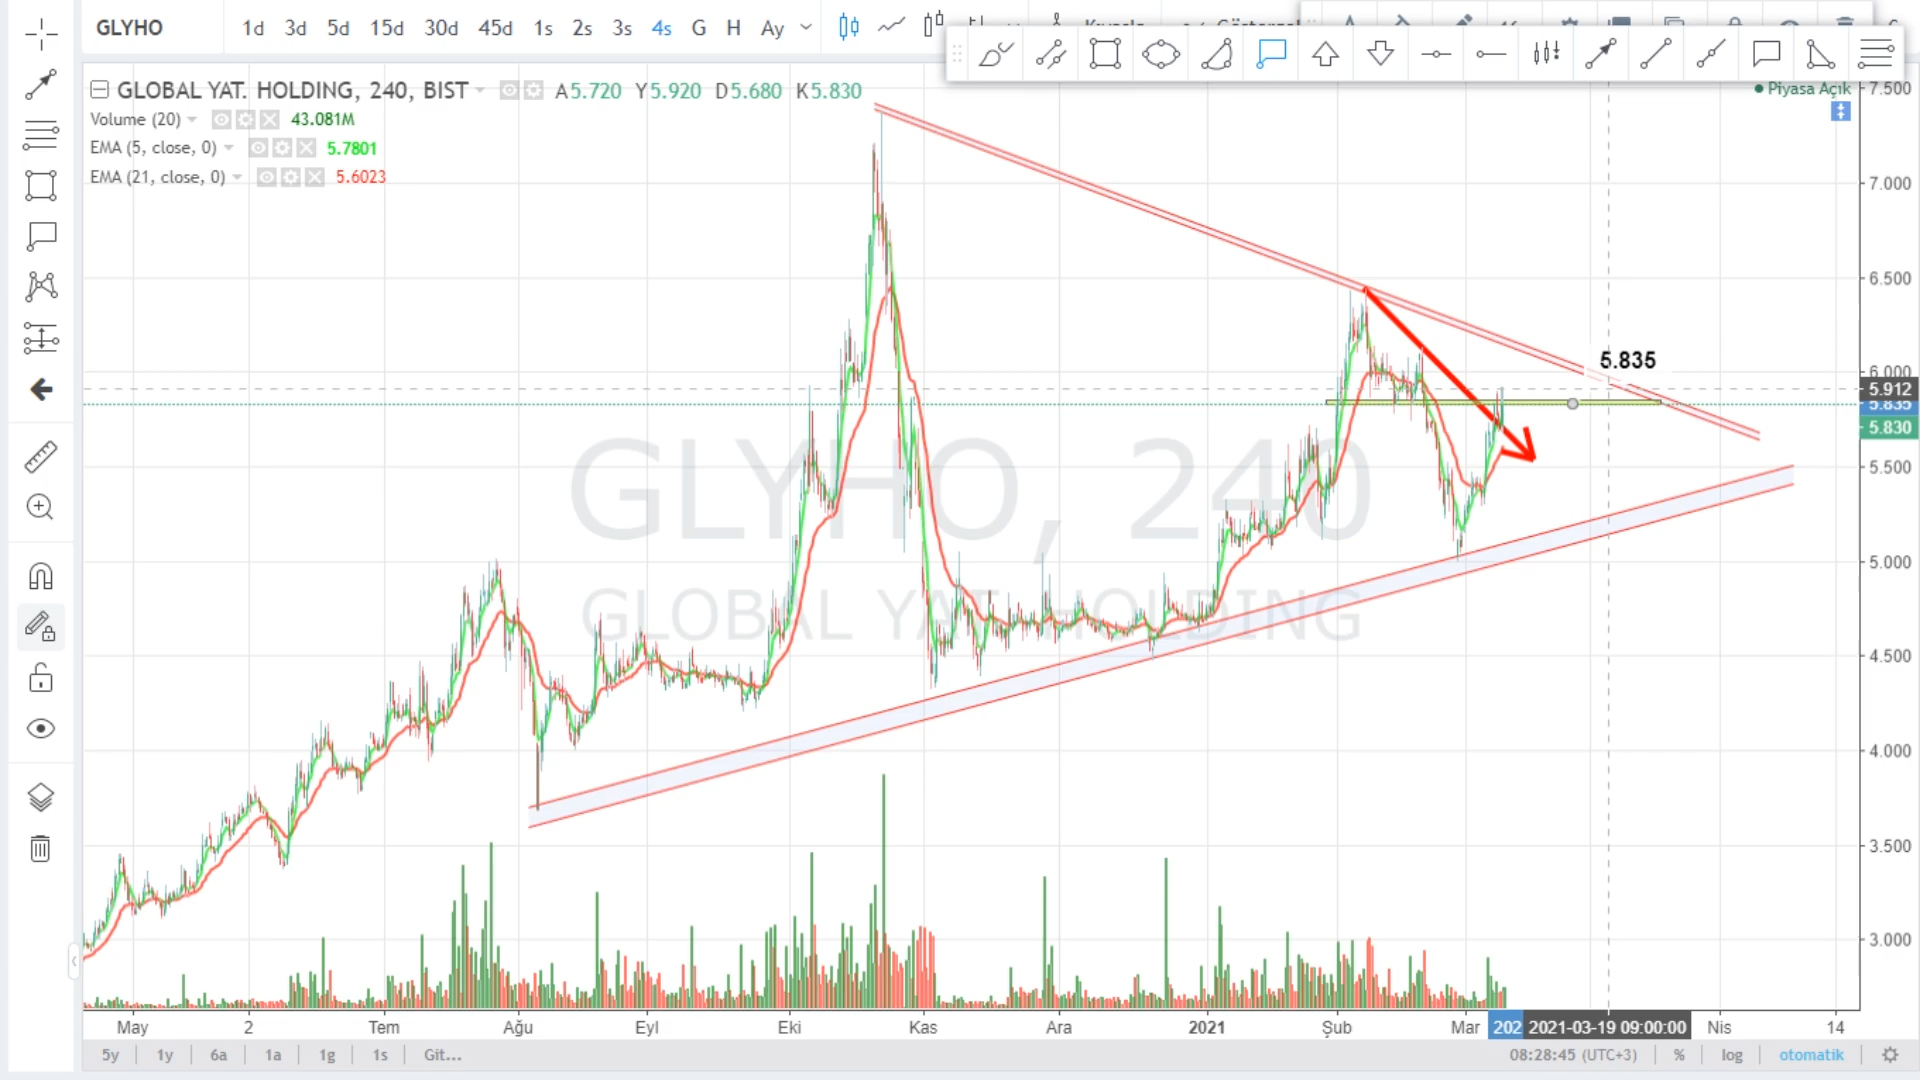 GLYHO 1d 3d 5d 15d 30d 45d 1s 2s 3s 4s G H Ay
GLOBAL YAT. HOLDING, 240, BIST A5.720 Y5.920 D5.680 K5.830
Piyasa Açık
Volume (20) 43.081M
EMA (5, close, 0) 5.7801
EMA (21, close, 0) 5.6023
7.500
7.000
6.500
6.000
5.912
5.835
5.830
5.500
5.000
4.500
4.000
3.500
3.000
5.835
GLYHO, 240
GLOBAL YAT. HOLDING
May 2 Tem Ağu Eyl Eki Kas Ara 2021 Şub Mar 202 2021-03-19 09:00:00 Nis 14
5y 1y 6a 1a 1g 1s Git... 08:28:45 (UTC+3) % log otomatik